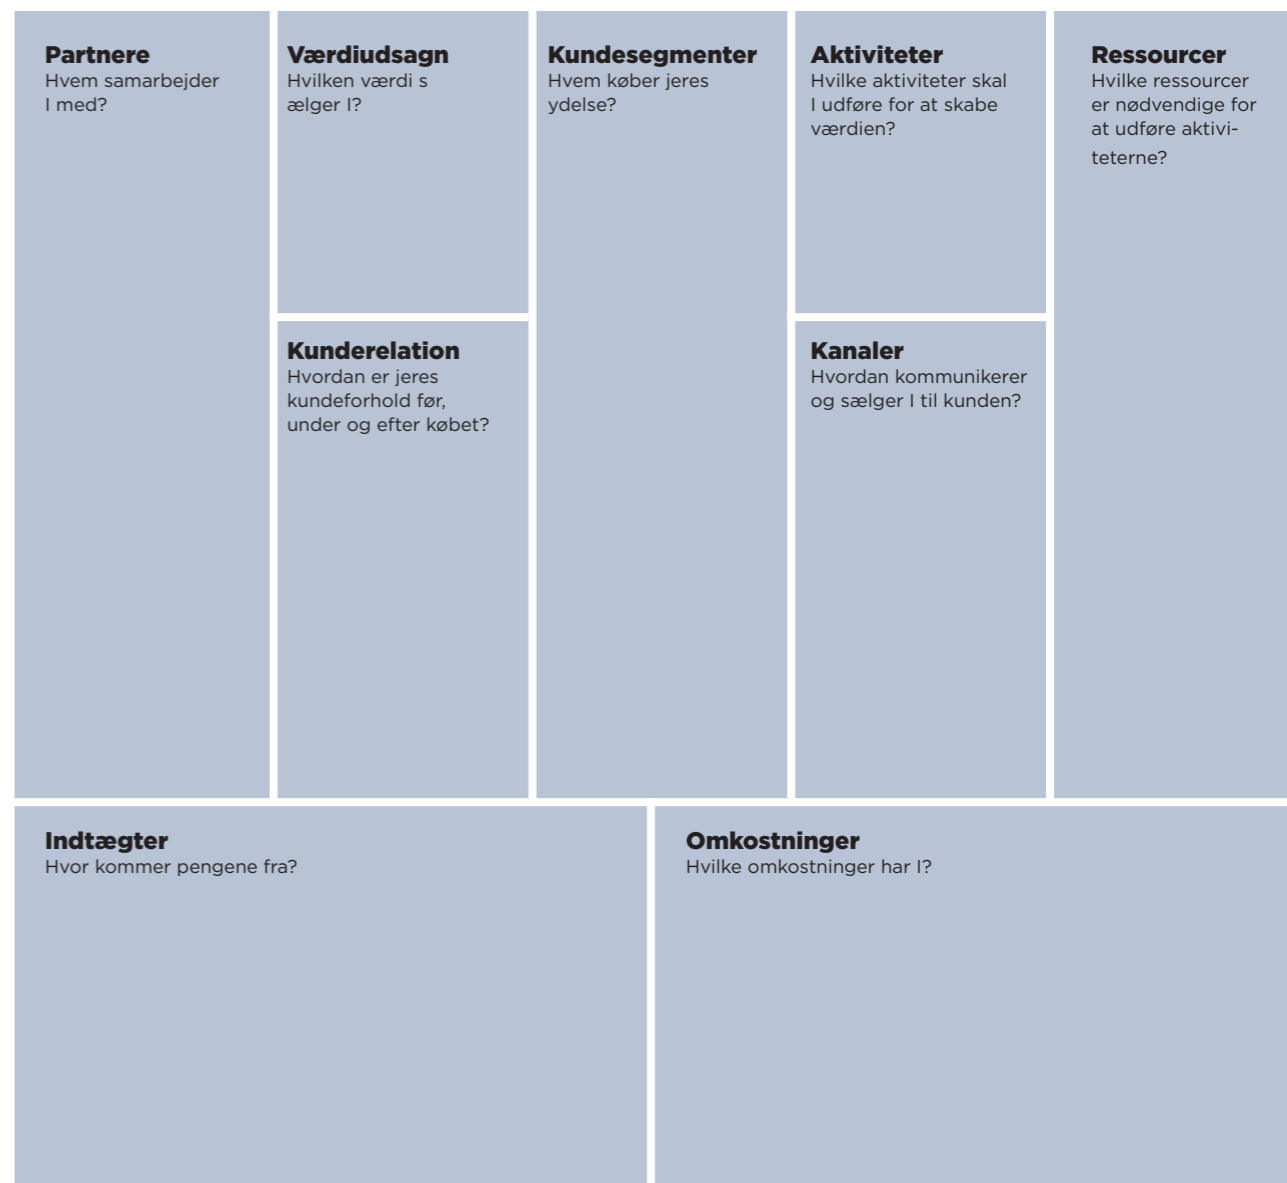 Partnere
Hvem samarbejder
I med?
Værdiudsagn
Hvilken værdi s
ælger I?
Kundesegmenter
Hvem køber jeres
ydelse?
Aktiviteter
Hvilke aktiviteter skal
I udføre for at skabe
værdien?
Ressourcer
Hvilke ressourcer
er nødvendige for
at udføre aktivi-
teterne?
Kunderelation
Hvordan er jeres
kundeforhold før,
under og efter købet?
Kanaler
Hvordan kommunikerer
og sælger I til kunden?
Indtægter
Hvor kommer pengene fra?
Omkostninger
Hvilke omkostninger har I?